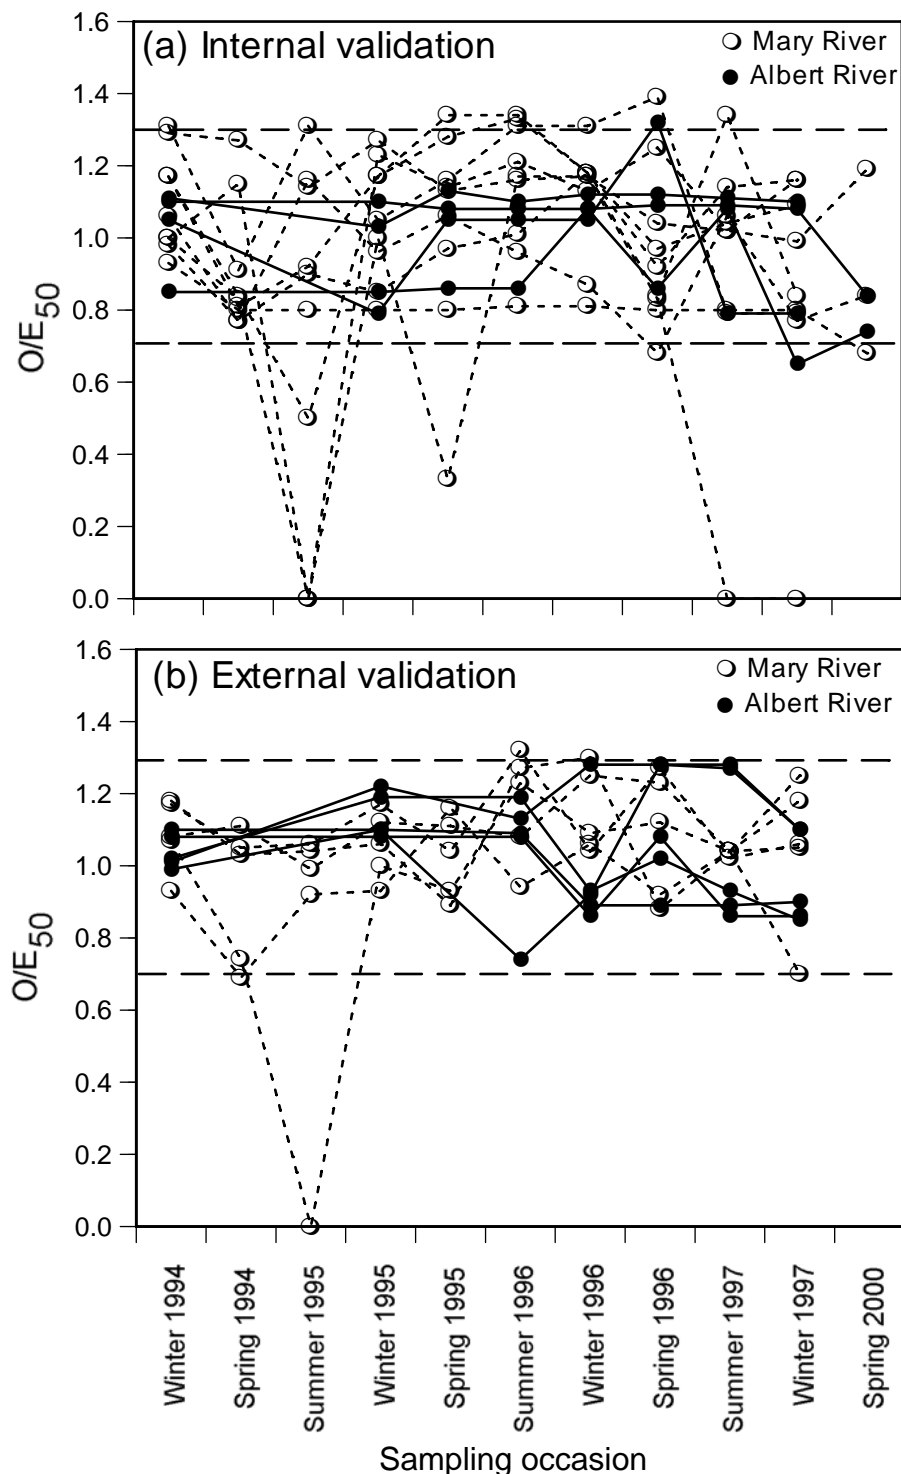 (a) Internal validation
Mary River
Albert River
1.6
1.4
1.2
1.0
0.8
0.6
0.4
0.2
0.0
O/E50
(b) External validation
Mary River
Albert River
1.6
1.4
1.2
1.0
0.8
0.6
0.4
0.2
0.0
O/E50
Winter 1994
Spring 1994
Summer 1995
Winter 1995
Spring 1995
Summer 1996
Winter 1996
Spring 1996
Summer 1997
Winter 1997
Spring 2000
Sampling occasion